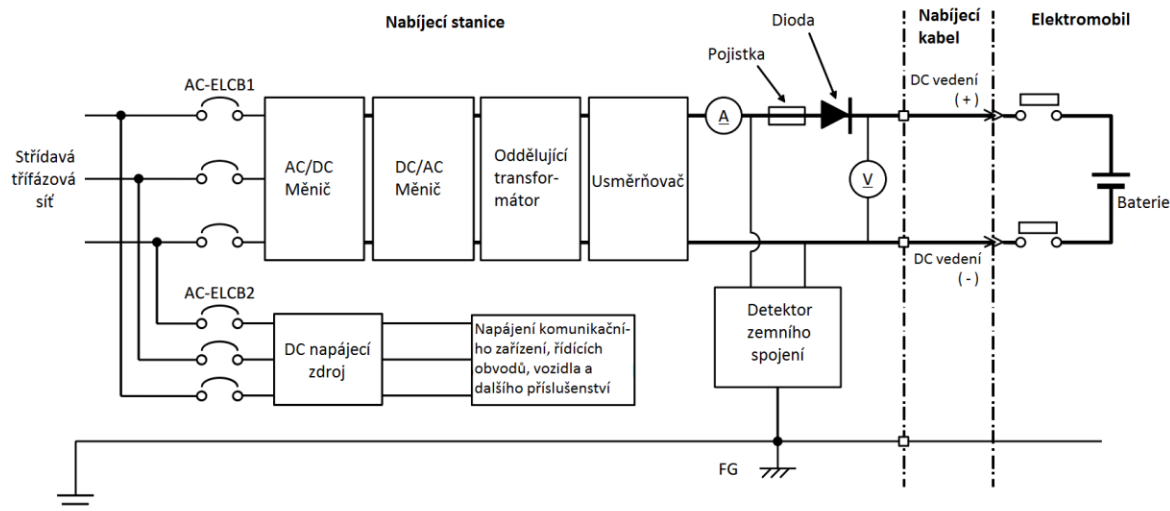 Nabíjecí stanice
Nabíjecí
kabel
Elektromobil
Dioda
Pojistka
AC-ELCB1
DC vedení
(+)
A
Střídavá
třífázová
síť
AC/DC
Měnič
DC/AC
Měnič
Oddělující
transfor-
mátor
Usměrňovač
V
Baterie
DC vedení
(-)
AC-ELCB2
DC napájecí
zdroj
Napájení komunikační-
ho zařízení, řídících
obvodů, vozidla a
dalšího příslušenství
Detektor
zemního
spojení
FG